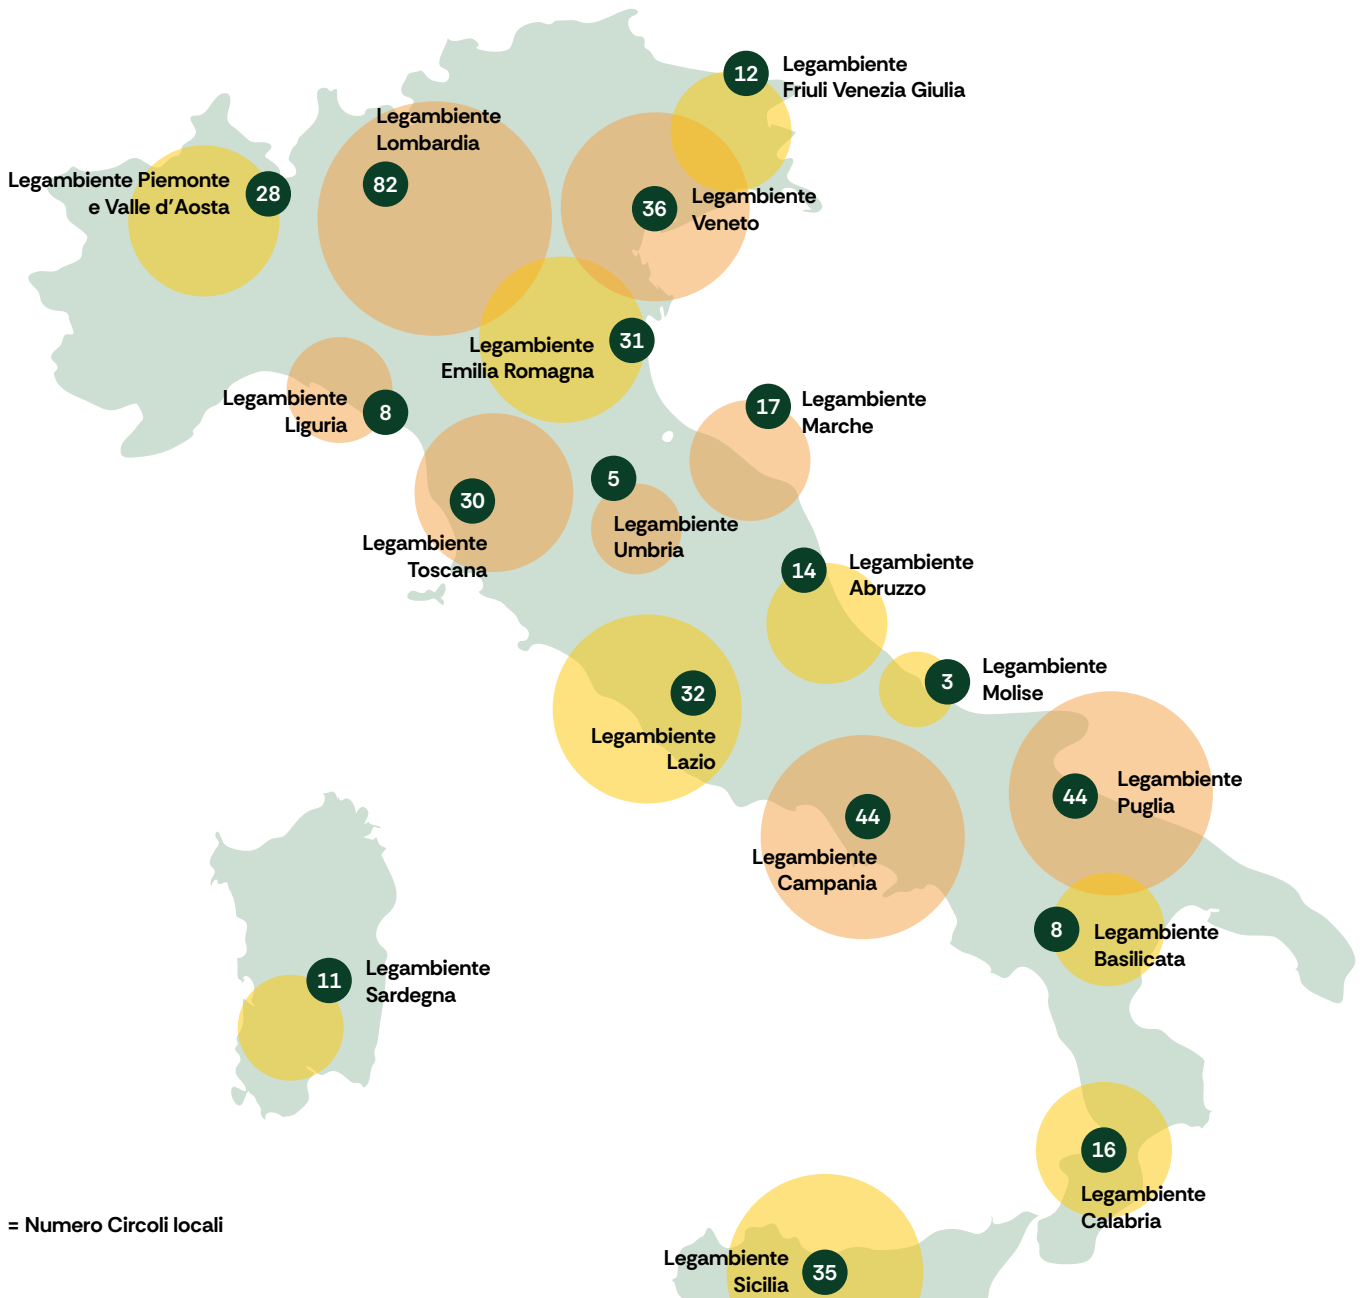 12
Legambiente
Friuli Venezia Giulia
Legambiente
Lombardia
82
Legambiente Piemonte
e Valle d'Aosta
28
36
Legambiente
Veneto
Legambiente
Emilia Romagna
31
Legambiente
Liguria
8
17
Legambiente
Marche
30
Legambiente
Toscana
5
Legambiente
Umbria
14
Legambiente
Abruzzo
3
Legambiente
Molise
32
Legambiente
Lazio
44
Legambiente
Campania
44
Legambiente
Puglia
8
Legambiente
Basilicata
11
Legambiente
Sardegna
16
Legambiente
Calabria
= Numero Circoli locali
Legambiente
Sicilia
35